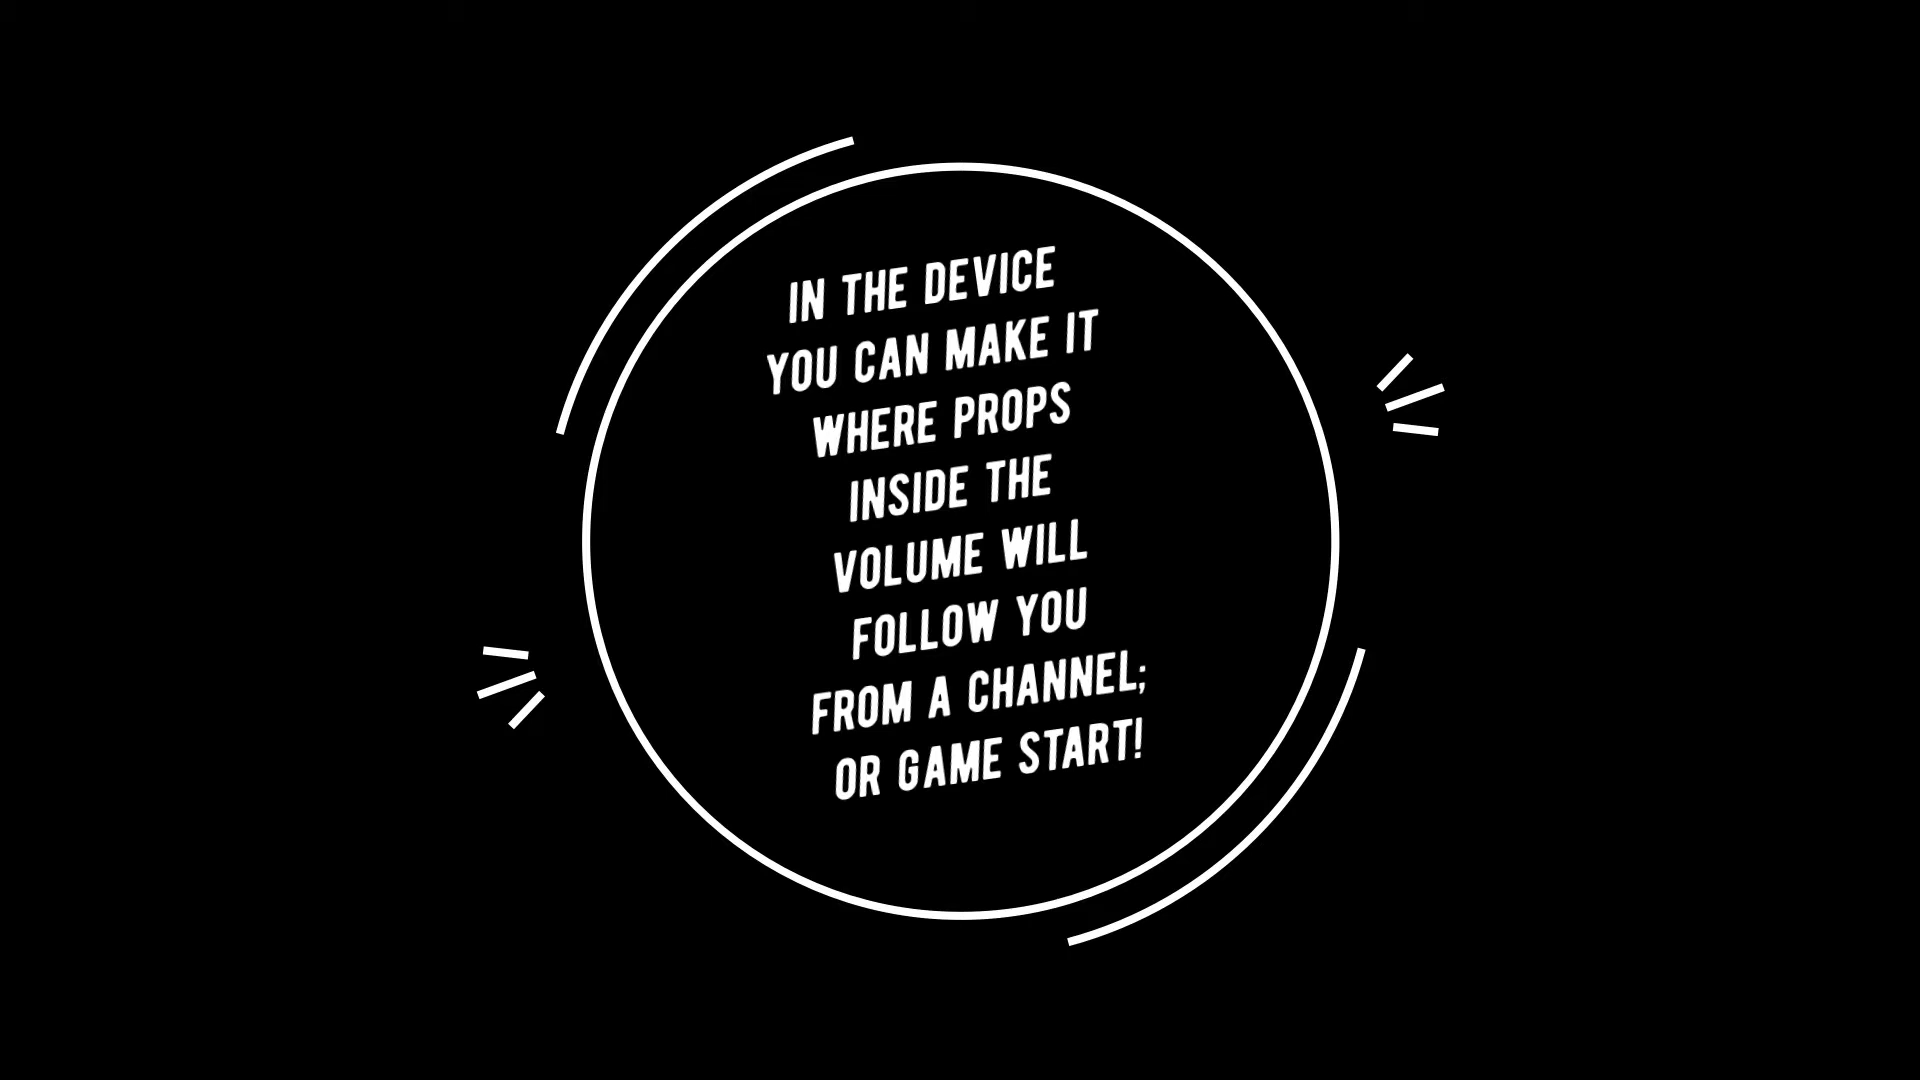 IN THE DEVICE
YOU CAN MAKE IT
WHERE PROPS
INSIDE THE
VOLUME WILL
FOLLOW YOU
FROM A CHANNEL;
OR GAME START!